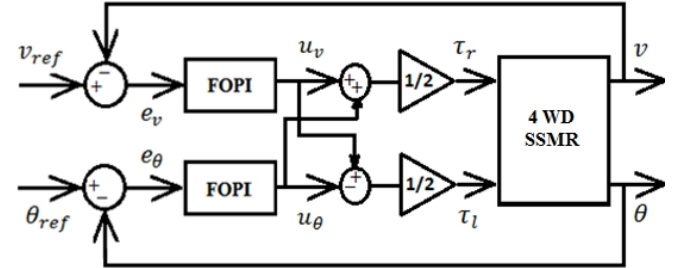 v_ref
−
+
e_v
FOPI
u_v
+
+
1/2
τ_r
4 WD
SSMR
v
θ_ref
+
−
e_θ
FOPI
u_θ
+
−
1/2
τ_l
θ